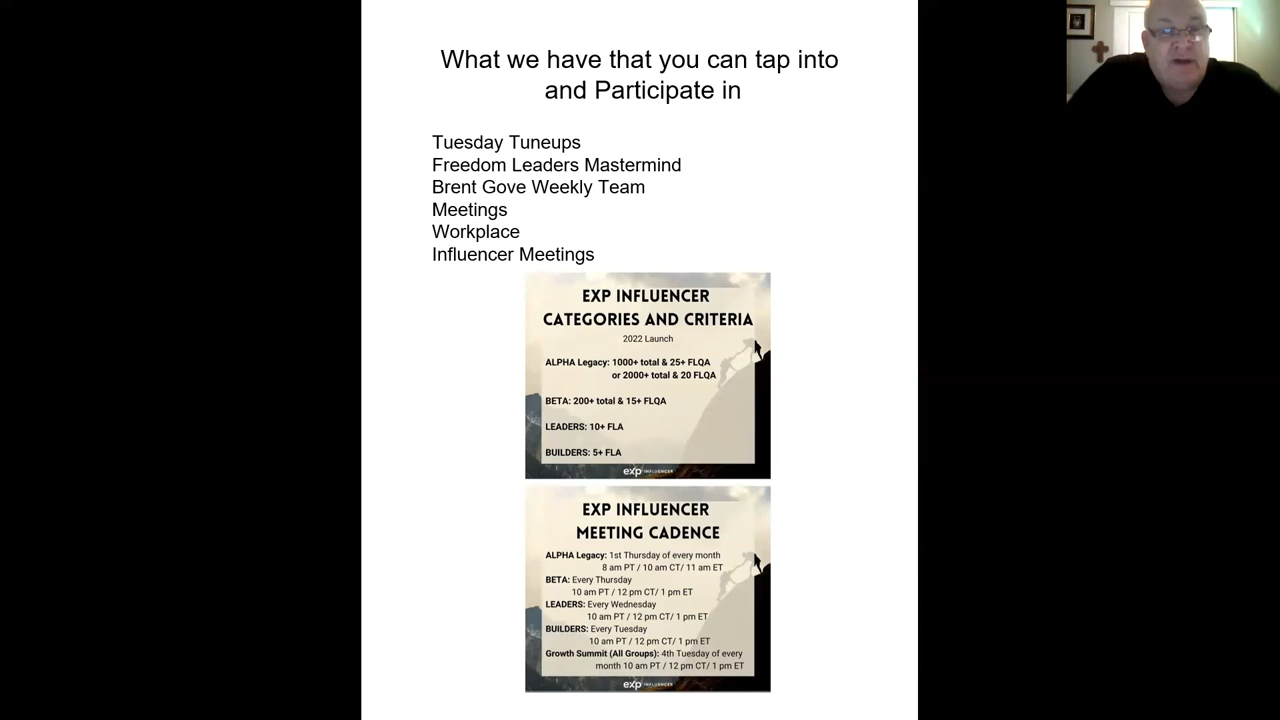 What we have that you can tap into
and Participate in
Tuesday Tuneups
Freedom Leaders Mastermind
Brent Gove Weekly Team
Meetings
Workplace
Influencer Meetings
EXP INFLUENCER
CATEGORIES AND CRITERIA
2022 Launch
ALPHA Legacy: 1000+ total & 25+ FLQA
or 2000+ total & 20 FLQA
BETA: 200+ total & 15+ FLQA
LEADERS: 10+ FLA
BUILDERS: 5+ FLA
exp INFLUENCER
EXP INFLUENCER
MEETING CADENCE
ALPHA Legacy: 1st Thursday of every month
8 am PT / 10 am CT/ 11 am ET
BETA: Every Thursday
10 am PT / 12 pm CT/ 1 pm ET
LEADERS: Every Wednesday
10 am PT / 12 pm CT/ 1 pm ET
BUILDERS: Every Tuesday
10 am PT / 12 pm CT/ 1 pm ET
Growth Summit (All Groups): 4th Tuesday of every
month 10 am PT / 12 pm CT/ 1 pm ET
exp INFLUENCER